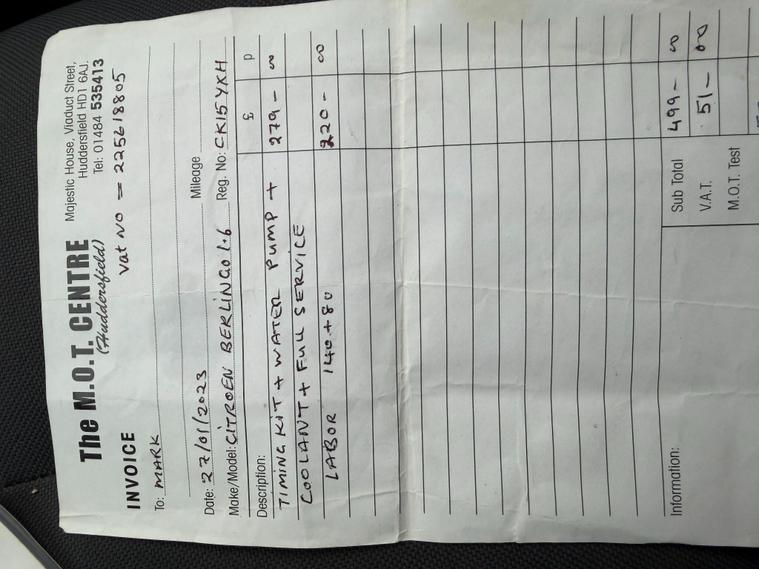 The M.O.T. CENTRE
(Huddersfield)
Majestic House, Viaduct Street,
Huddersfield HD1 6AJ.
Tel: 01484 535413
Vat NO = 225618805
INVOICE
To: MARK
Date: 27/01/2023 Mileage
Make/Model: CITROEN BERLINGO 1.6 Reg. No: CK15YXH
Description: £ p
TIMING KIT + WATER PUMP + 279 - 00
COOLANT + FULL SERVICE
LABOR 140+80 220 - 00
Information:
Sub Total 499 - 00
V.A.T. 51 - 00
M.O.T. Test